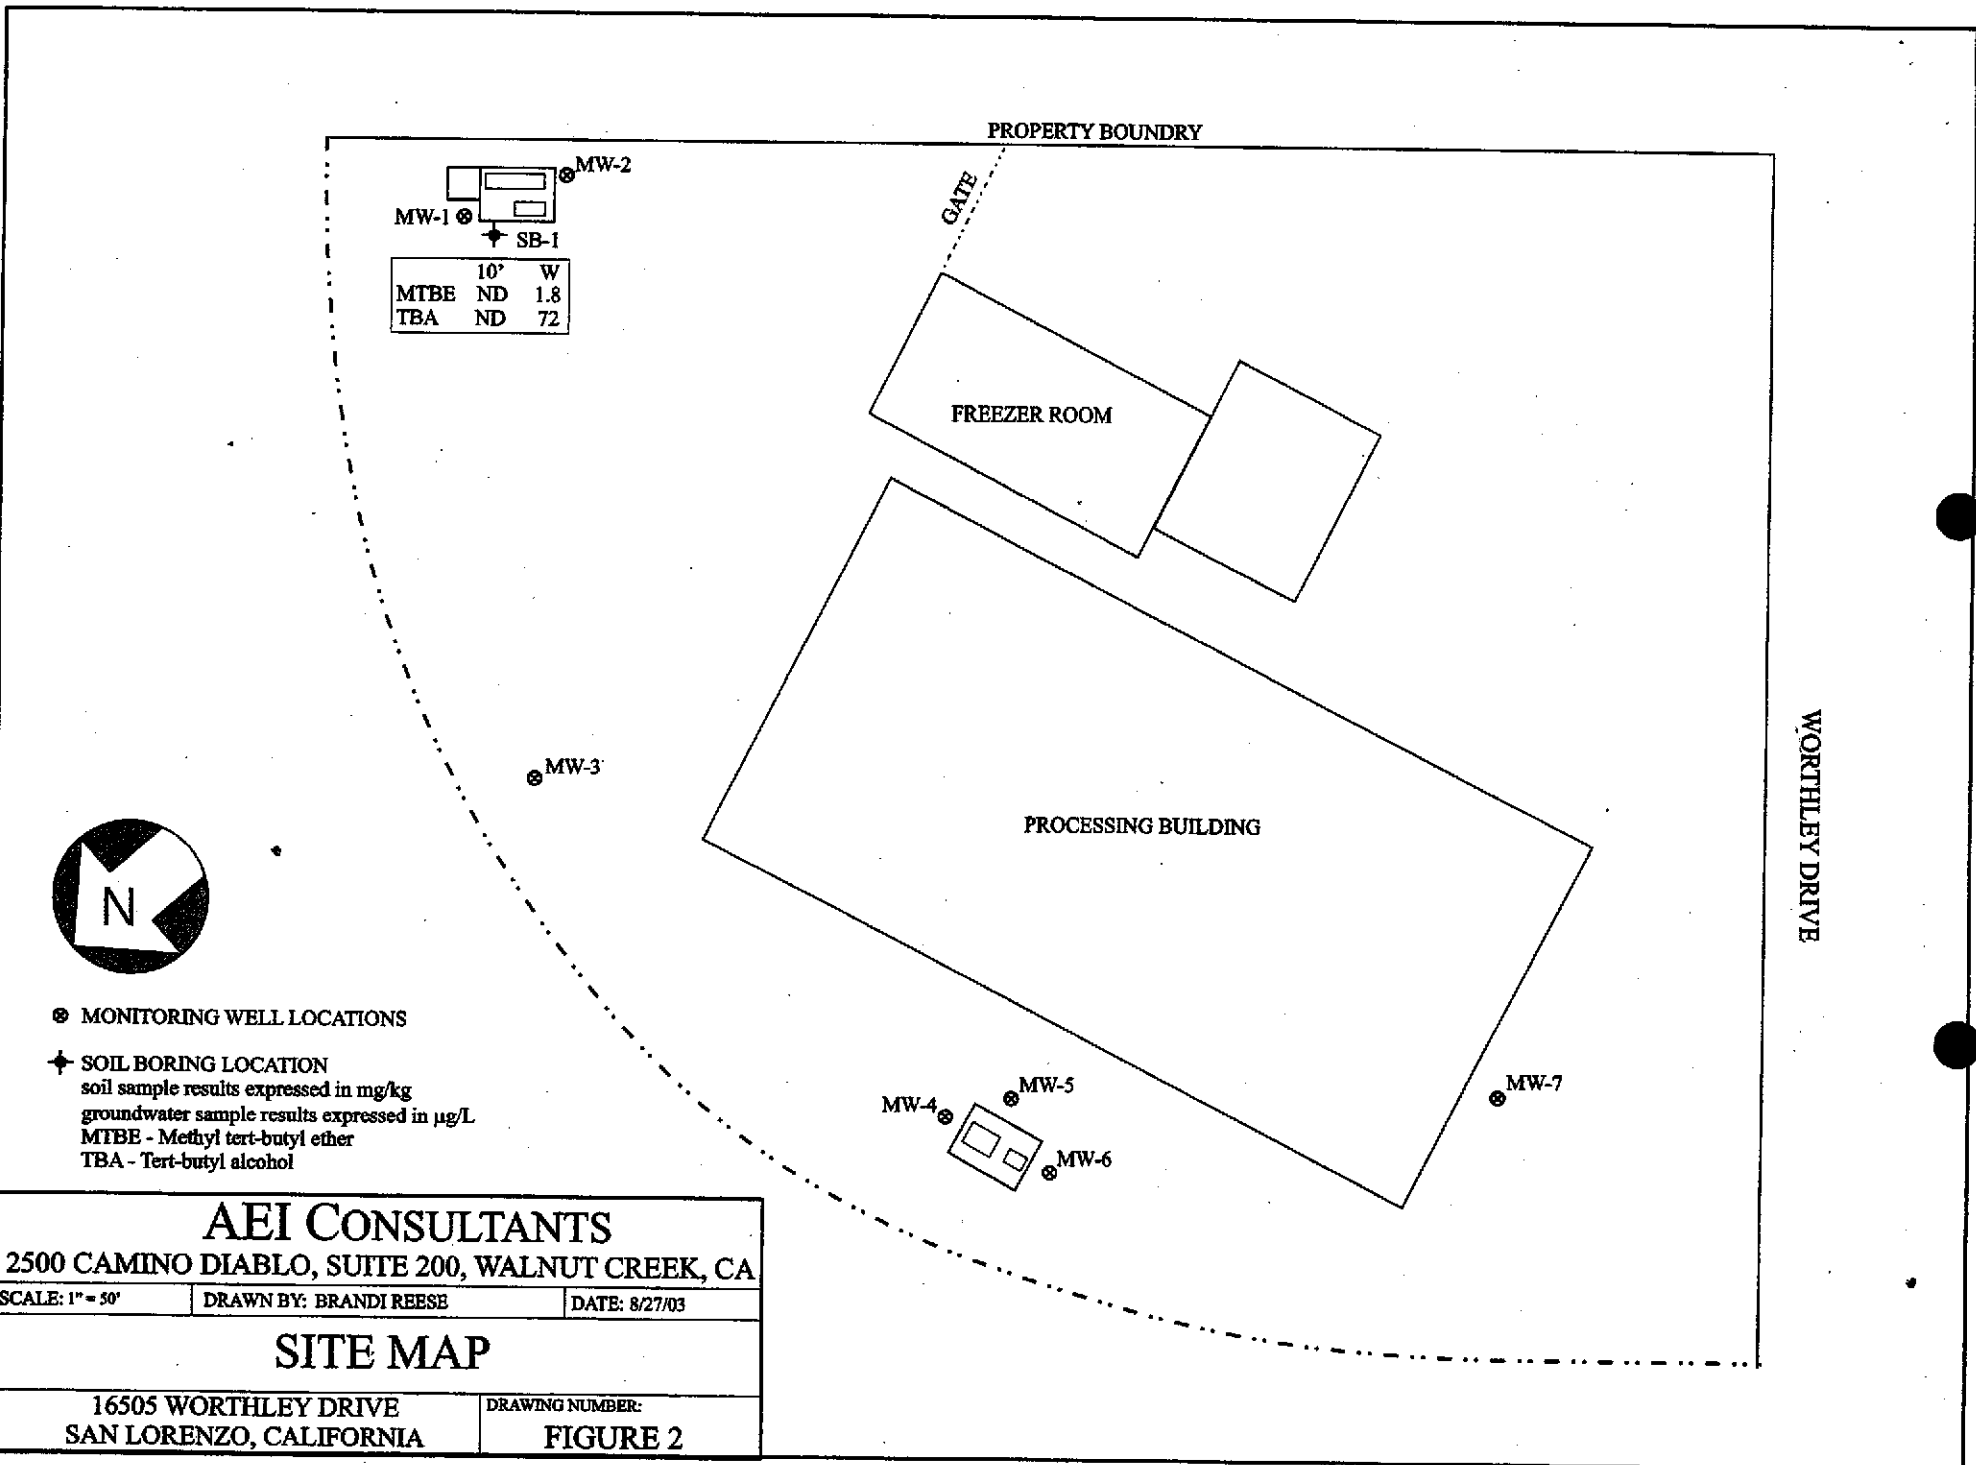 PROPERTY BOUNDRY
MW-2
GATE
MW-1
SB-1
10' W
MTBE ND 1.8
TBA ND 72
FREEZER ROOM
WORTHLEY DRIVE
MW-3
PROCESSING BUILDING
N
MONITORING WELL LOCATIONS
SOIL BORING LOCATION
soil sample results expressed in mg/kg
groundwater sample results expressed in µg/L
MTBE - Methyl tert-butyl ether
TBA - Tert-butyl alcohol
MW-5
MW-4
MW-7
MW-6
AEI CONSULTANTS
2500 CAMINO DIABLO, SUITE 200, WALNUT CREEK, CA
SCALE: 1" = 50' DRAWN BY: BRANDI REESE DATE: 8/27/03
SITE MAP
16505 WORTHLEY DRIVE
SAN LORENZO, CALIFORNIA
DRAWING NUMBER:
FIGURE 2